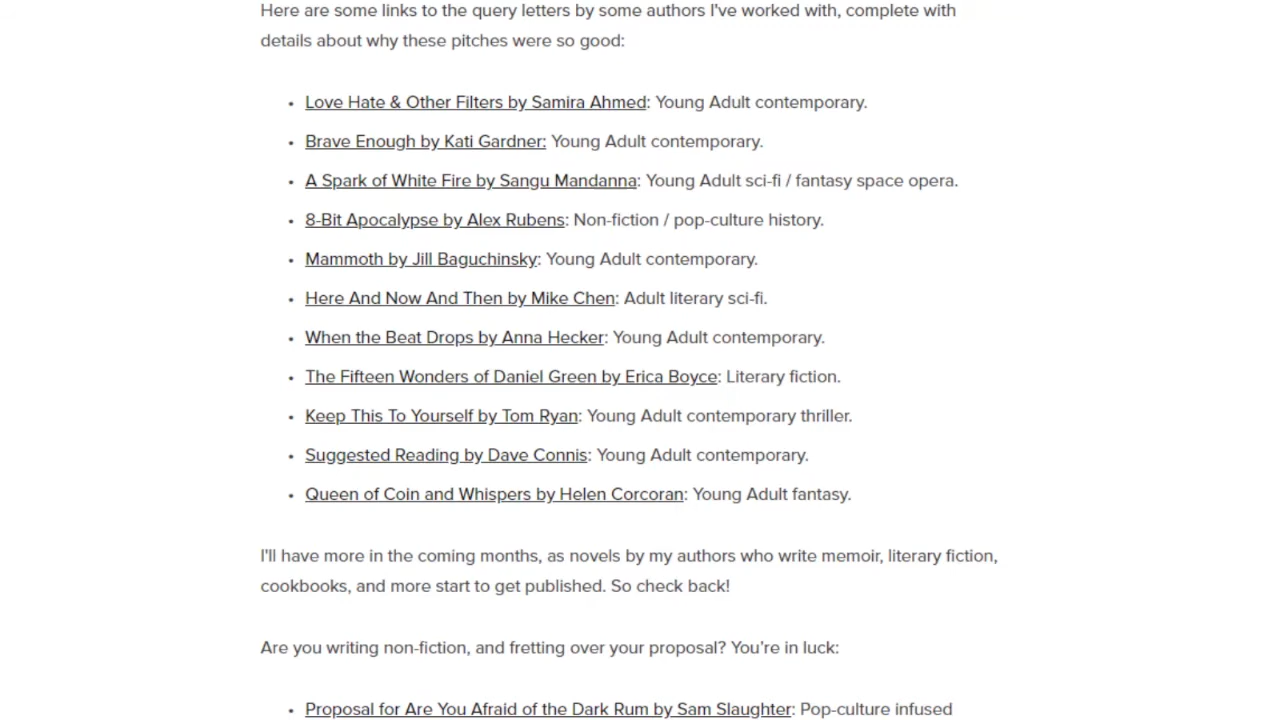 Here are some links to the query letters by some authors I've worked with, complete with
details about why these pitches were so good:
• Love Hate & Other Filters by Samira Ahmed: Young Adult contemporary.
• Brave Enough by Kati Gardner: Young Adult contemporary.
• A Spark of White Fire by Sangu Mandanna: Young Adult sci-fi / fantasy space opera.
• 8-Bit Apocalypse by Alex Rubens: Non-fiction / pop-culture history.
• Mammoth by Jill Baguchinsky: Young Adult contemporary.
• Here And Now And Then by Mike Chen: Adult literary sci-fi.
• When the Beat Drops by Anna Hecker: Young Adult contemporary.
• The Fifteen Wonders of Daniel Green by Erica Boyce: Literary fiction.
• Keep This To Yourself by Tom Ryan: Young Adult contemporary thriller.
• Suggested Reading by Dave Connis: Young Adult contemporary.
• Queen of Coin and Whispers by Helen Corcoran: Young Adult fantasy.
I'll have more in the coming months, as novels by my authors who write memoir, literary fiction,
cookbooks, and more start to get published. So check back!
Are you writing non-fiction, and fretting over your proposal? You're in luck:
• Proposal for Are You Afraid of the Dark Rum by Sam Slaughter: Pop-culture infused